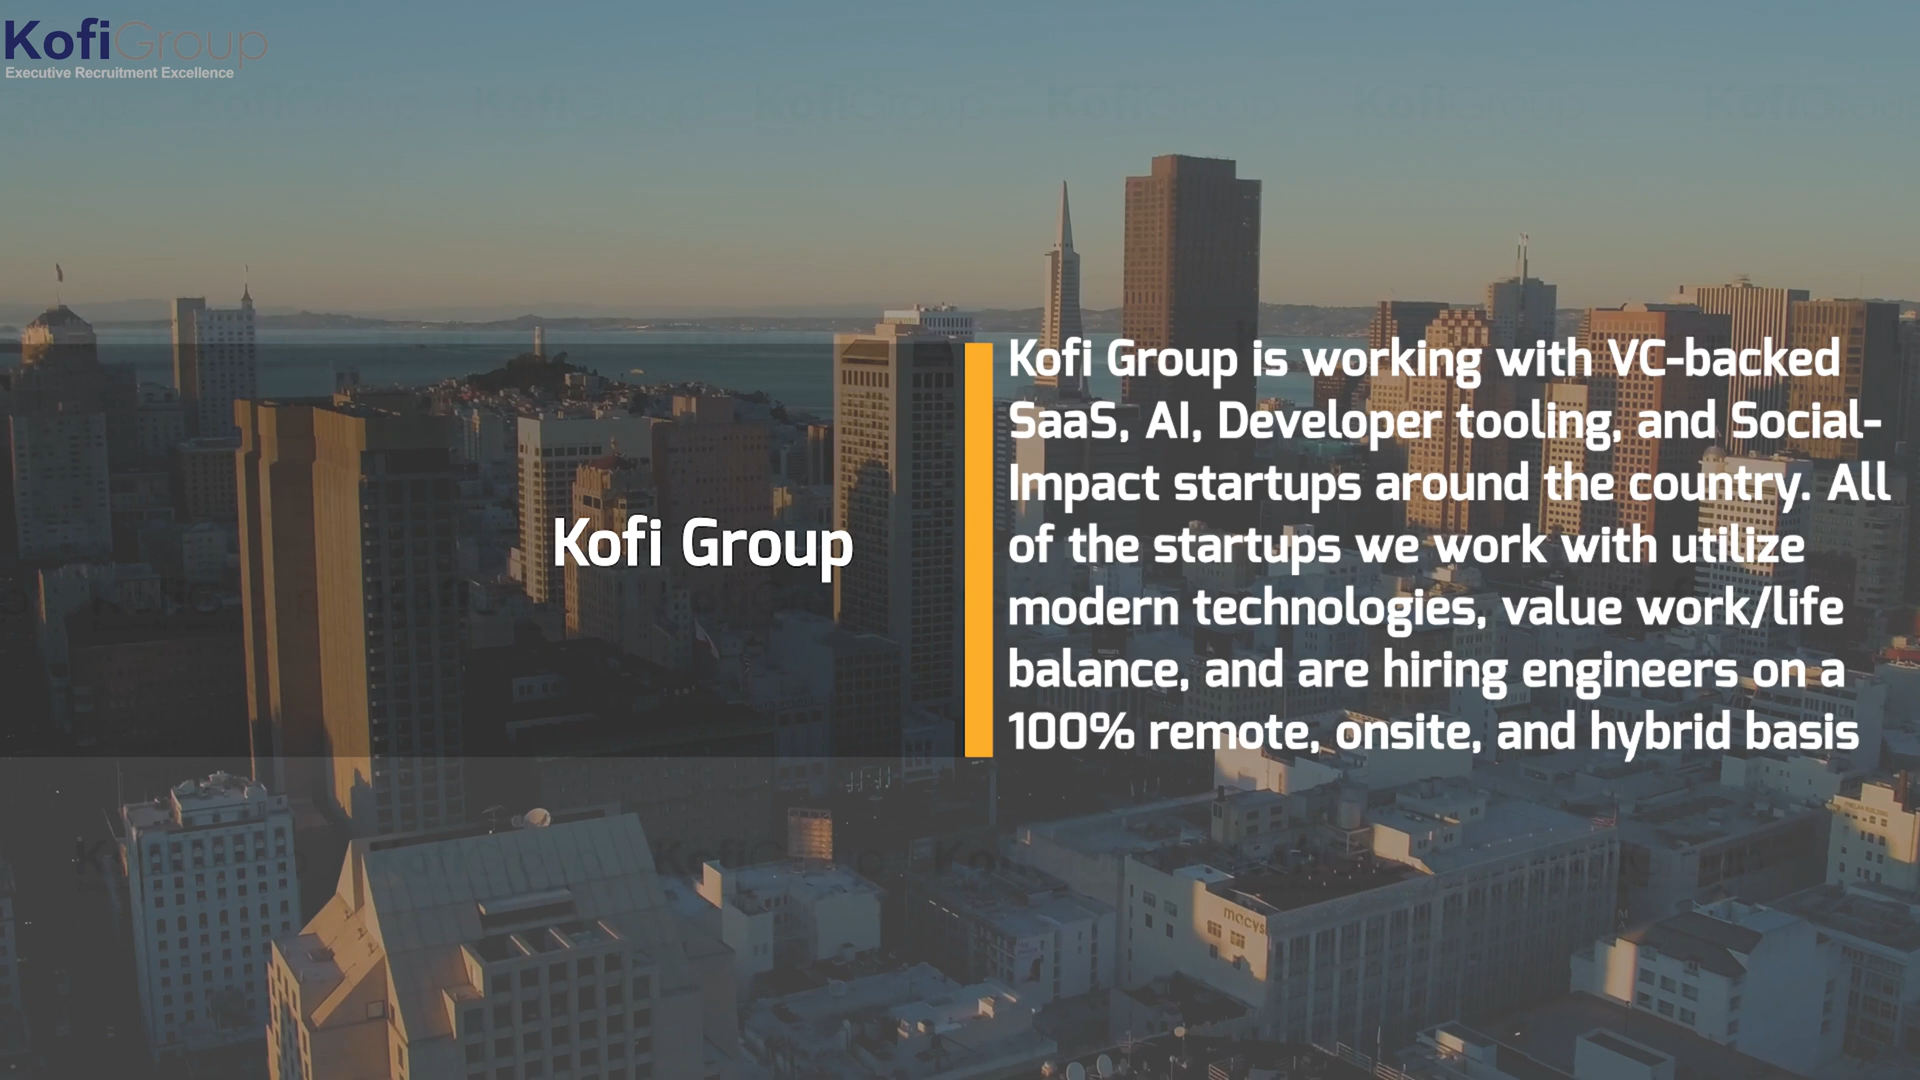 KofiGroup
Executive Recruitment Excellence
Kofi Group
Kofi Group is working with VC-backed
SaaS, AI, Developer tooling, and Social-
Impact startups around the country. All
of the startups we work with utilize
modern technologies, value work/life
balance, and are hiring engineers on a
100% remote, onsite, and hybrid basis
macys